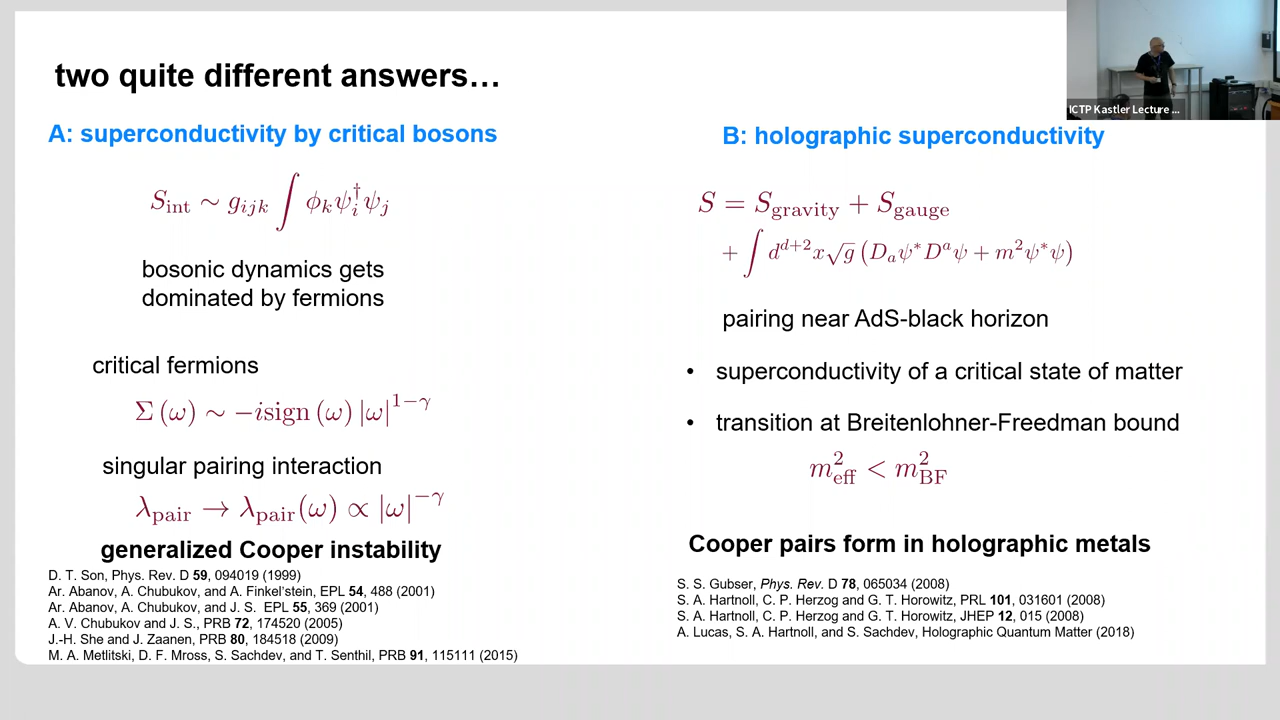 two quite different answers…
A: superconductivity by critical bosons
S_int ∼ g_ijk ∫ ϕ_k ψ_i^† ψ_j
bosonic dynamics gets
dominated by fermions
critical fermions
Σ (ω) ∼ −isign (ω) |ω|^{1−γ}
singular pairing interaction
λ_pair → λ_pair(ω) ∝ |ω|^{−γ}
generalized Cooper instability
D. T. Son, Phys. Rev. D 59, 094019 (1999)
Ar. Abanov, A. Chubukov, and A. Finkel'stein, EPL 54, 488 (2001)
Ar. Abanov, A. Chubukov, and J. S. EPL 55, 369 (2001)
A. V. Chubukov and J. S., PRB 72, 174520 (2005)
J.-H. She and J. Zaanen, PRB 80, 184518 (2009)
M. A. Metlitski, D. F. Mross, S. Sachdev, and T. Senthil, PRB 91, 115111 (2015)
ICTP Kastler Lecture ...
B: holographic superconductivity
S = S_gravity + S_gauge
+ ∫ d^{d+2}x√g (D_aψ*D^aψ + m^2ψ*ψ)
pairing near AdS-black horizon
• superconductivity of a critical state of matter
• transition at Breitenlohner-Freedman bound
m^2_eff < m^2_BF
Cooper pairs form in holographic metals
S. S. Gubser, Phys. Rev. D 78, 065034 (2008)
S. A. Hartnoll, C. P. Herzog and G. T. Horowitz, PRL 101, 031601 (2008)
S. A. Hartnoll, C. P. Herzog and G. T. Horowitz, JHEP 12, 015 (2008)
A. Lucas, S. A. Hartnoll, and S. Sachdev, Holographic Quantum Matter (2018)